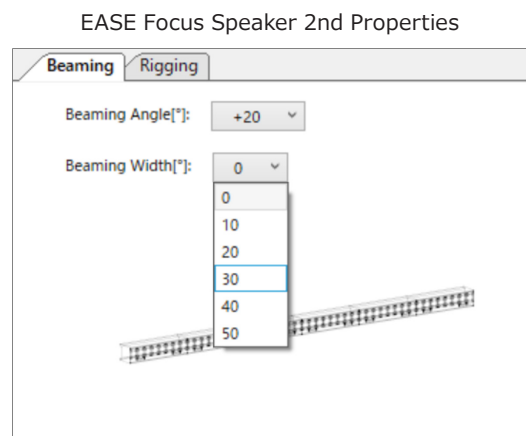 EASE Focus Speaker 2nd Properties
Beaming Rigging
Beaming Angle[°]: +20
Beaming Width[°]: 0
0
10
20
30
40
50